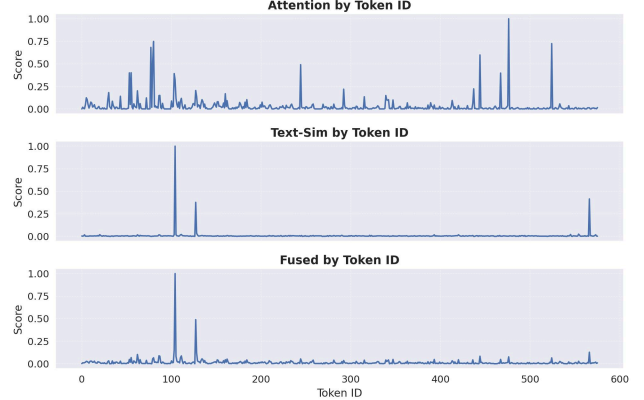 Attention by Token ID
1.00
0.75
0.50
0.25
0.00
Score
Text-Sim by Token ID
1.00
0.75
0.50
0.25
0.00
Score
Fused by Token ID
1.00
0.75
0.50
0.25
0.00
Score
0 100 200 300 400 500 600
Token ID